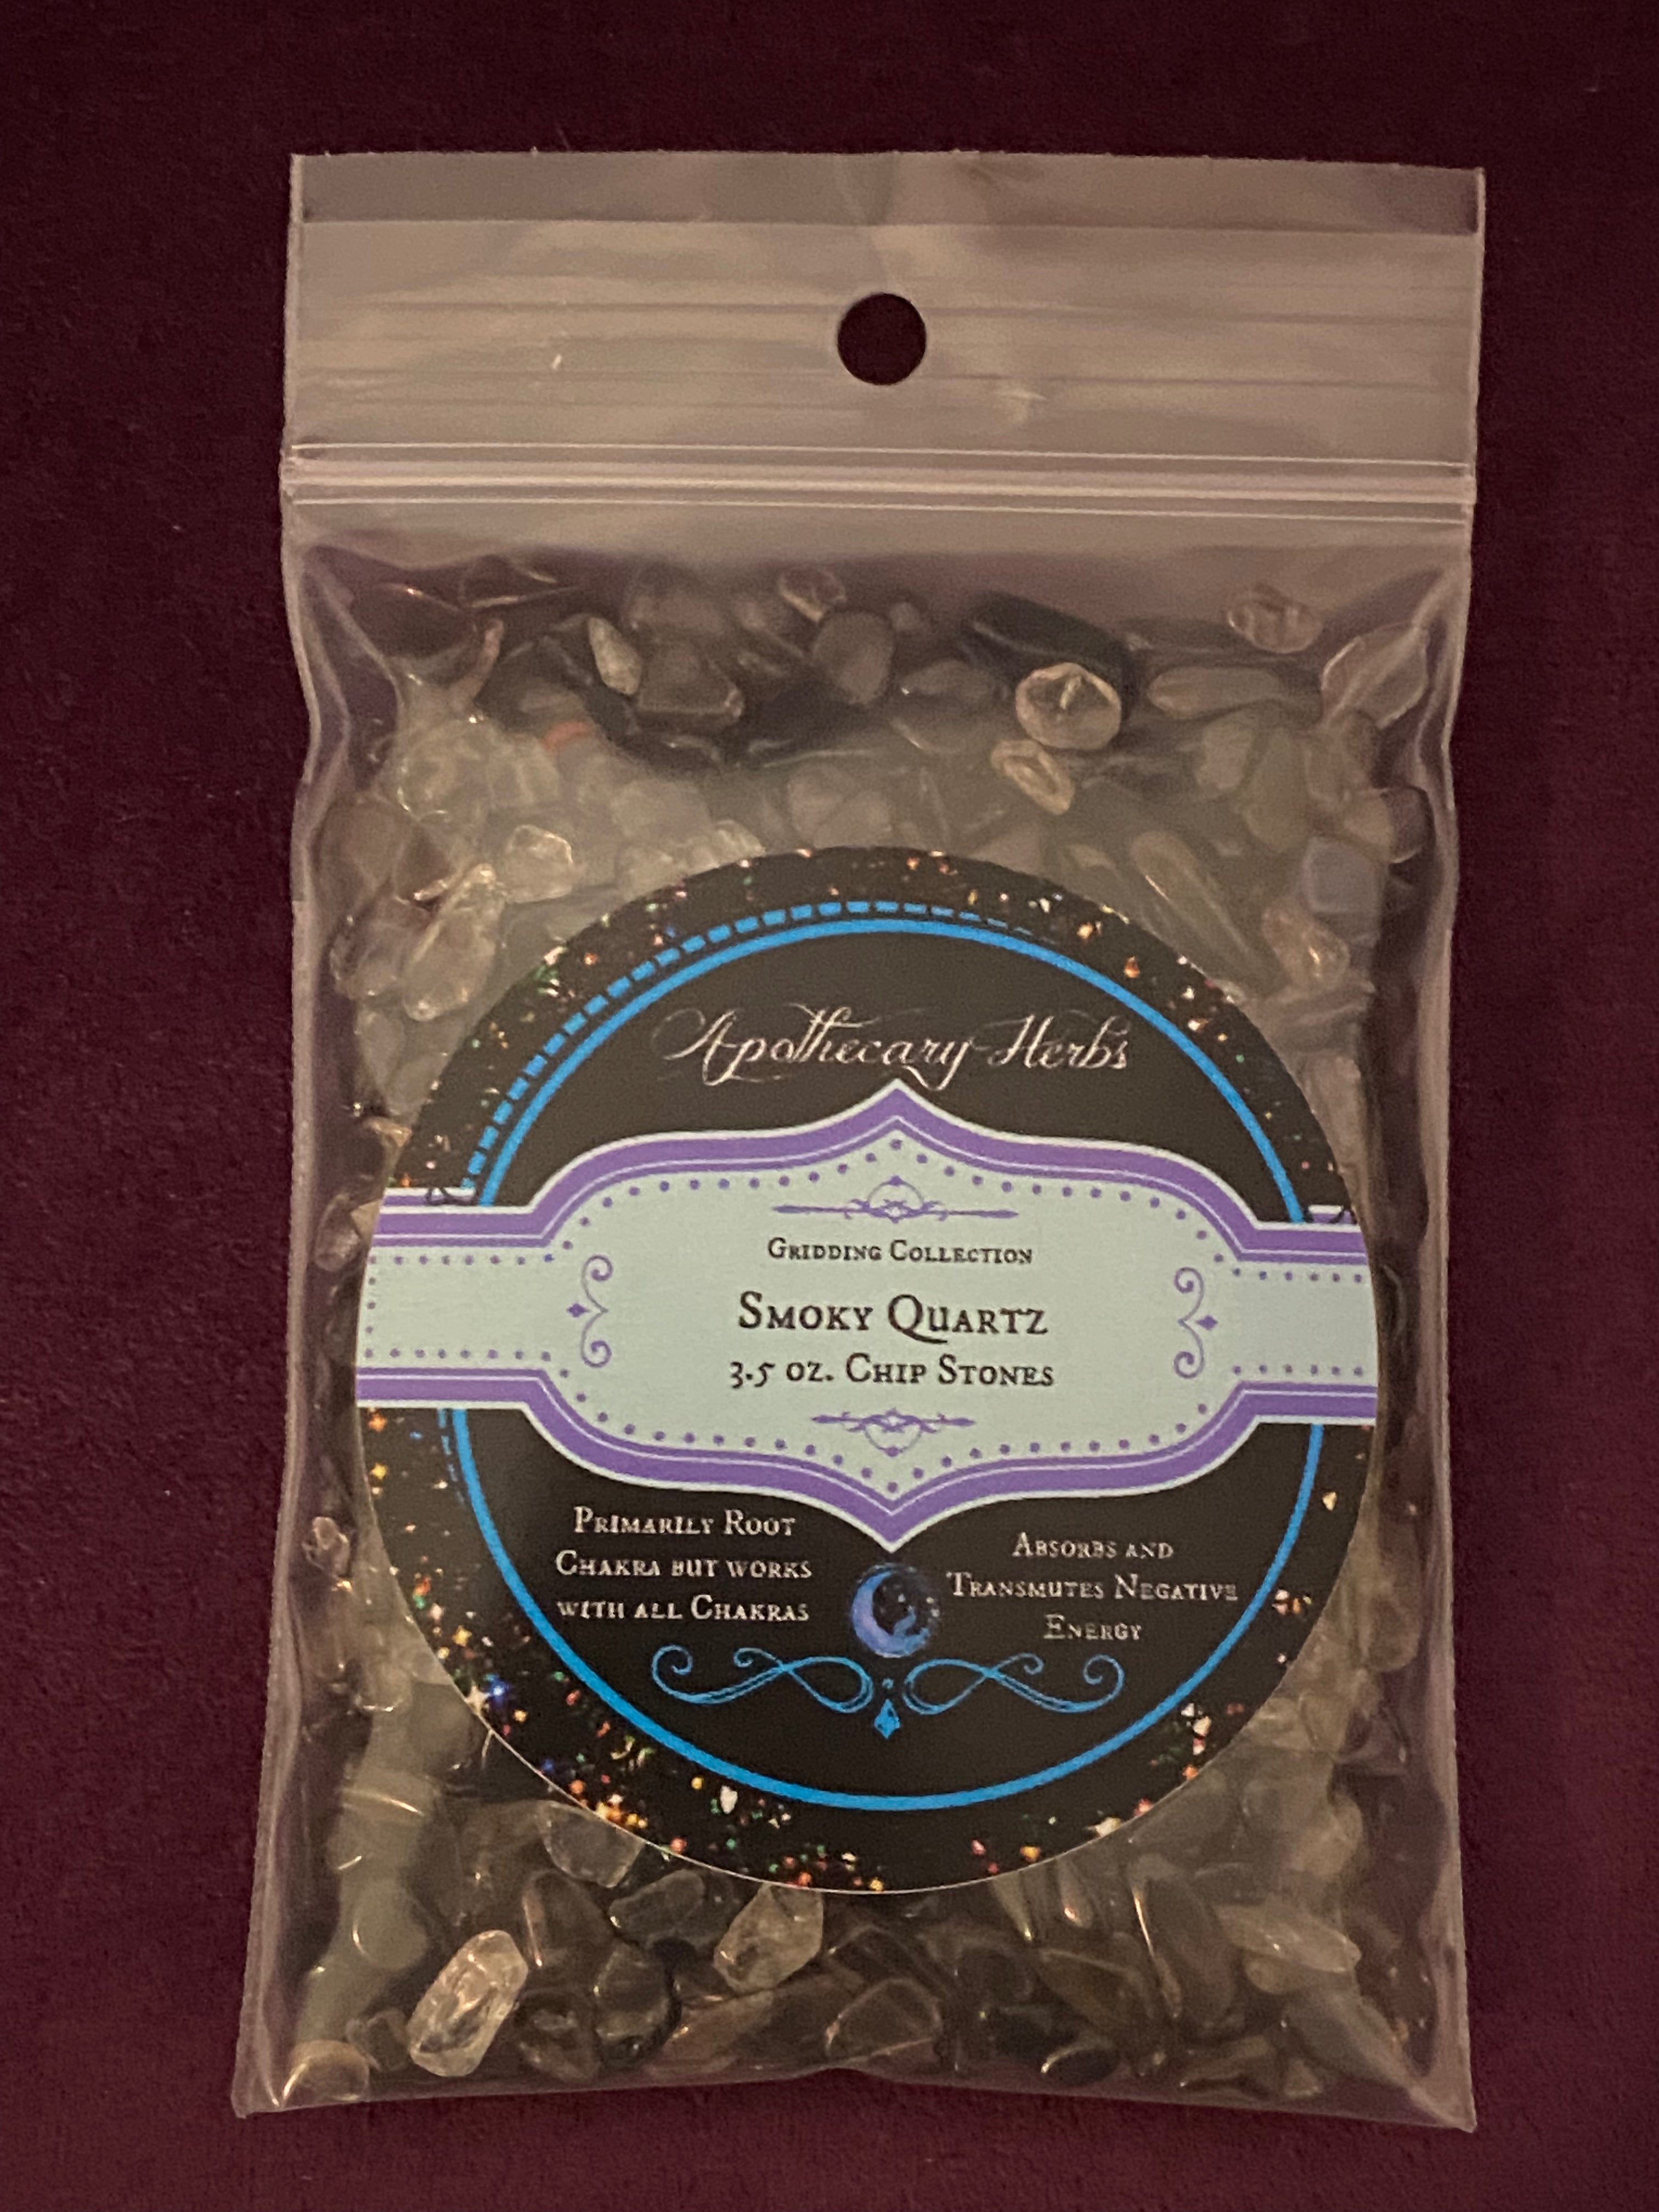 Apothecary Herbs
Gridding Collection
Smoky Quartz
3.5 oz. Chip Stones
Primarily Root
Chakra but works
with all Chakras
Absorbs and
Transmutes Negative
Energy